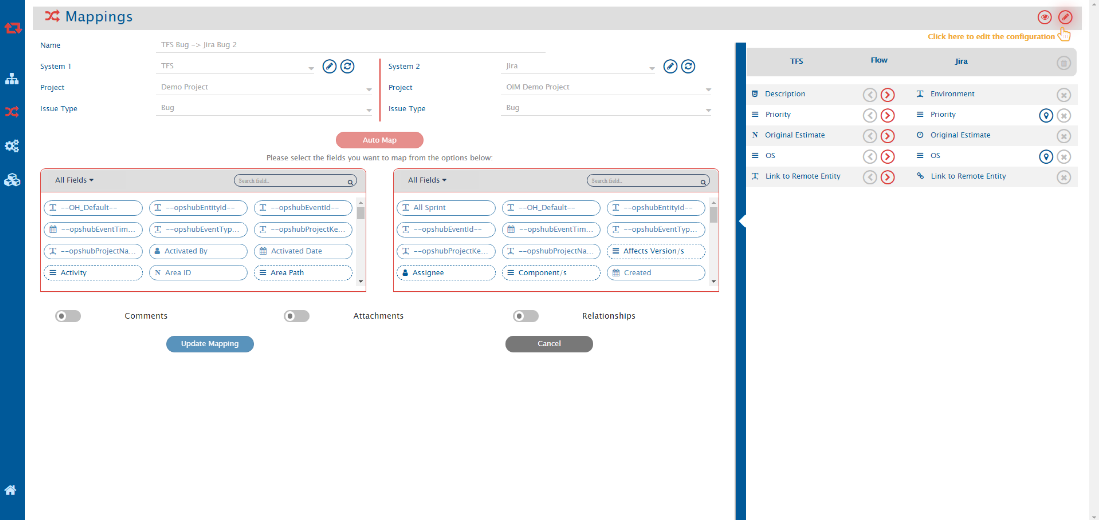 Mappings
Click here to edit the configuration
Name
TFS Bug -> Jira Bug 2
System 1
TFS
System 2
Jira
Project
Demo Project
Project
OIM Demo Project
Issue Type
Bug
Issue Type
Bug
Auto Map
Please select the fields you want to map from the options below:
All Fields
Search field..
All Fields
Search field..
--OH_Default--
--opshubEntityId--
--opshubEventId--
--opshubEventTim...
--opshubEventTyp...
--opshubProjectKe...
--opshubProjectNa...
Activated By
Activated Date
Activity
Area ID
Area Path
All Sprint
--OH_Default--
--opshubEntityId--
--opshubEventId--
--opshubEventTim...
--opshubEventTyp...
--opshubProjectKe...
--opshubProjectNa...
Affects Version/s
Assignee
Component/s
Created
Comments
Attachments
Relationships
Update Mapping
Cancel
TFS
Flow
Jira
Description
Environment
Priority
Priority
N
Original Estimate
Original Estimate
OS
OS
Link to Remote Entity
Link to Remote Entity